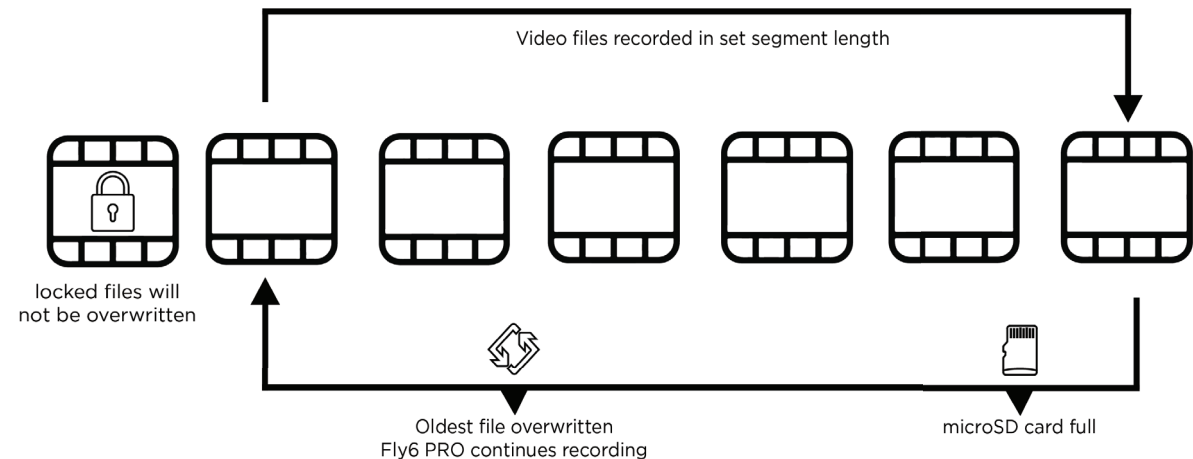 Video files recorded in set segment length
locked files will
not be overwritten
Oldest file overwritten
Fly6 PRO continues recording
microSD card full